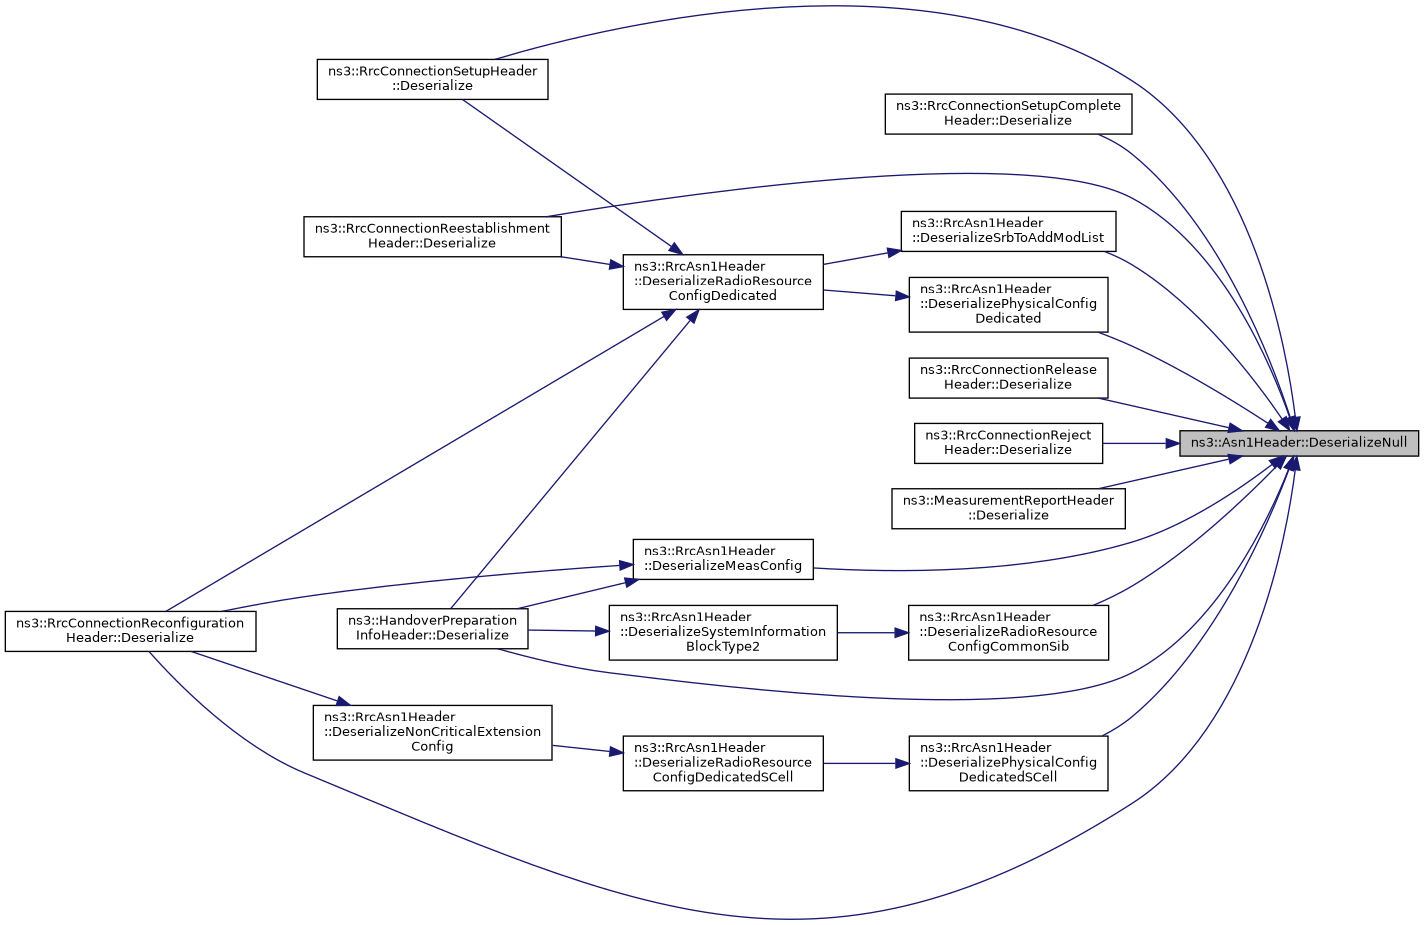 ns3::RrcConnectionSetupHeader
::Deserialize
ns3::RrcConnectionSetupComplete
Header::Deserialize
ns3::RrcConnectionReestablishment
Header::Deserialize
ns3::RrcAsn1Header
::DeserializeSrbToAddModList
ns3::RrcAsn1Header
::DeserializeRadioResource
ConfigDedicated
ns3::RrcAsn1Header
::DeserializePhysicalConfig
Dedicated
ns3::RrcConnectionRelease
Header::Deserialize
ns3::RrcConnectionReject
Header::Deserialize
ns3::Asn1Header::DeserializeNull
ns3::MeasurementReportHeader
::Deserialize
ns3::RrcAsn1Header
::DeserializeMeasConfig
ns3::RrcConnectionReconfiguration
Header::Deserialize
ns3::HandoverPreparation
InfoHeader::Deserialize
ns3::RrcAsn1Header
::DeserializeSystemInformation
BlockType2
ns3::RrcAsn1Header
::DeserializeRadioResource
ConfigCommonSib
ns3::RrcAsn1Header
::DeserializeNonCriticalExtension
Config
ns3::RrcAsn1Header
::DeserializeRadioResource
ConfigDedicatedSCell
ns3::RrcAsn1Header
::DeserializePhysicalConfig
DedicatedSCell